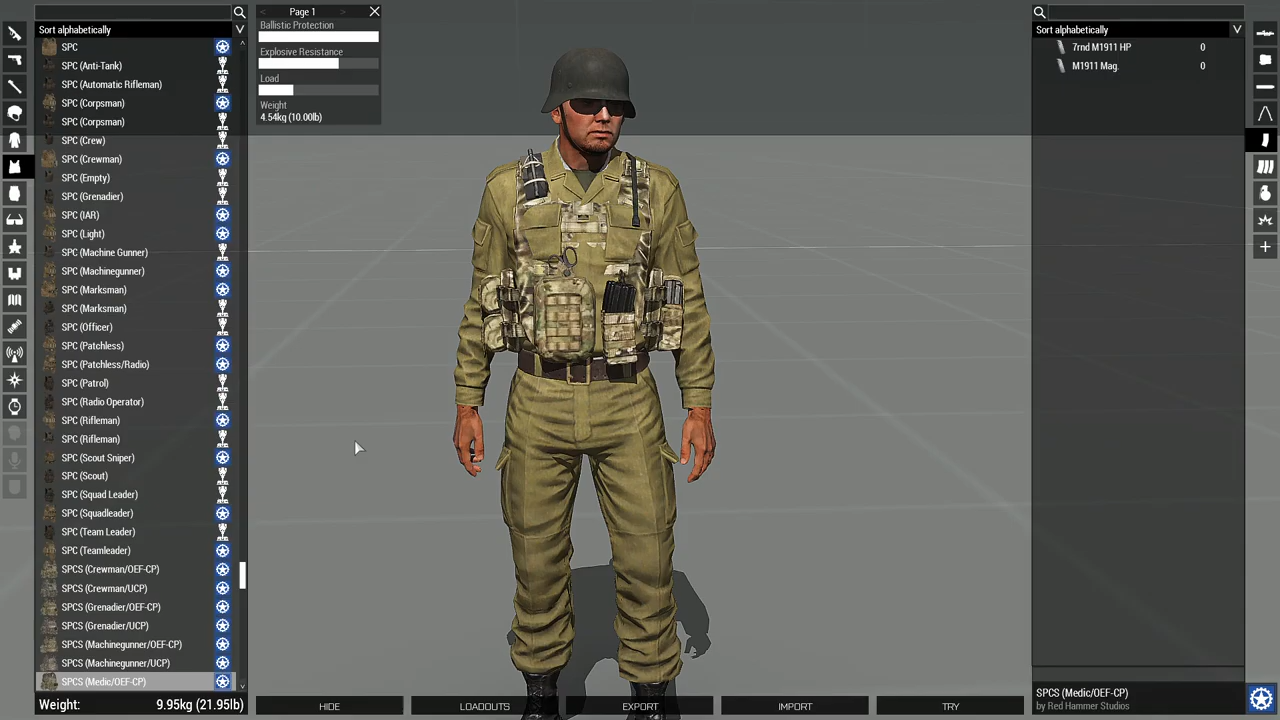 Sort alphabetically
SPC
SPC (Anti-Tank)
SPC (Automatic Rifleman)
SPC (Corpsman)
SPC (Corpsman)
SPC (Crew)
SPC (Crewman)
SPC (Empty)
SPC (Grenadier)
SPC (IAR)
SPC (Light)
SPC (Machine Gunner)
SPC (Machinegunner)
SPC (Marksman)
SPC (Marksman)
SPC (Officer)
SPC (Patchless)
SPC (Patchless/Radio)
SPC (Patrol)
SPC (Radio Operator)
SPC (Rifleman)
SPC (Rifleman)
SPC (Scout Sniper)
SPC (Scout)
SPC (Squad Leader)
SPC (Squadleader)
SPC (Team Leader)
SPC (Teamleader)
SPCS (Crewman/OEF-CP)
SPCS (Crewman/UCP)
SPCS (Grenadier/OEF-CP)
SPCS (Grenadier/UCP)
SPCS (Machinegunner/OEF-CP)
SPCS (Machinegunner/UCP)
SPCS (Medic/OEF-CP)
Weight: 9.95kg (21.95lb)
< Page 1 >
Ballistic Protection
Explosive Resistance
Load
Weight
4.54kg (10.00lb)
HIDE
LOADOUTS
EXPORT
IMPORT
TRY
Sort alphabetically
7rnd M1911 HP 0
M1911 Mag. 0
SPCS (Medic/OEF-CP)
by Red Hammer Studios